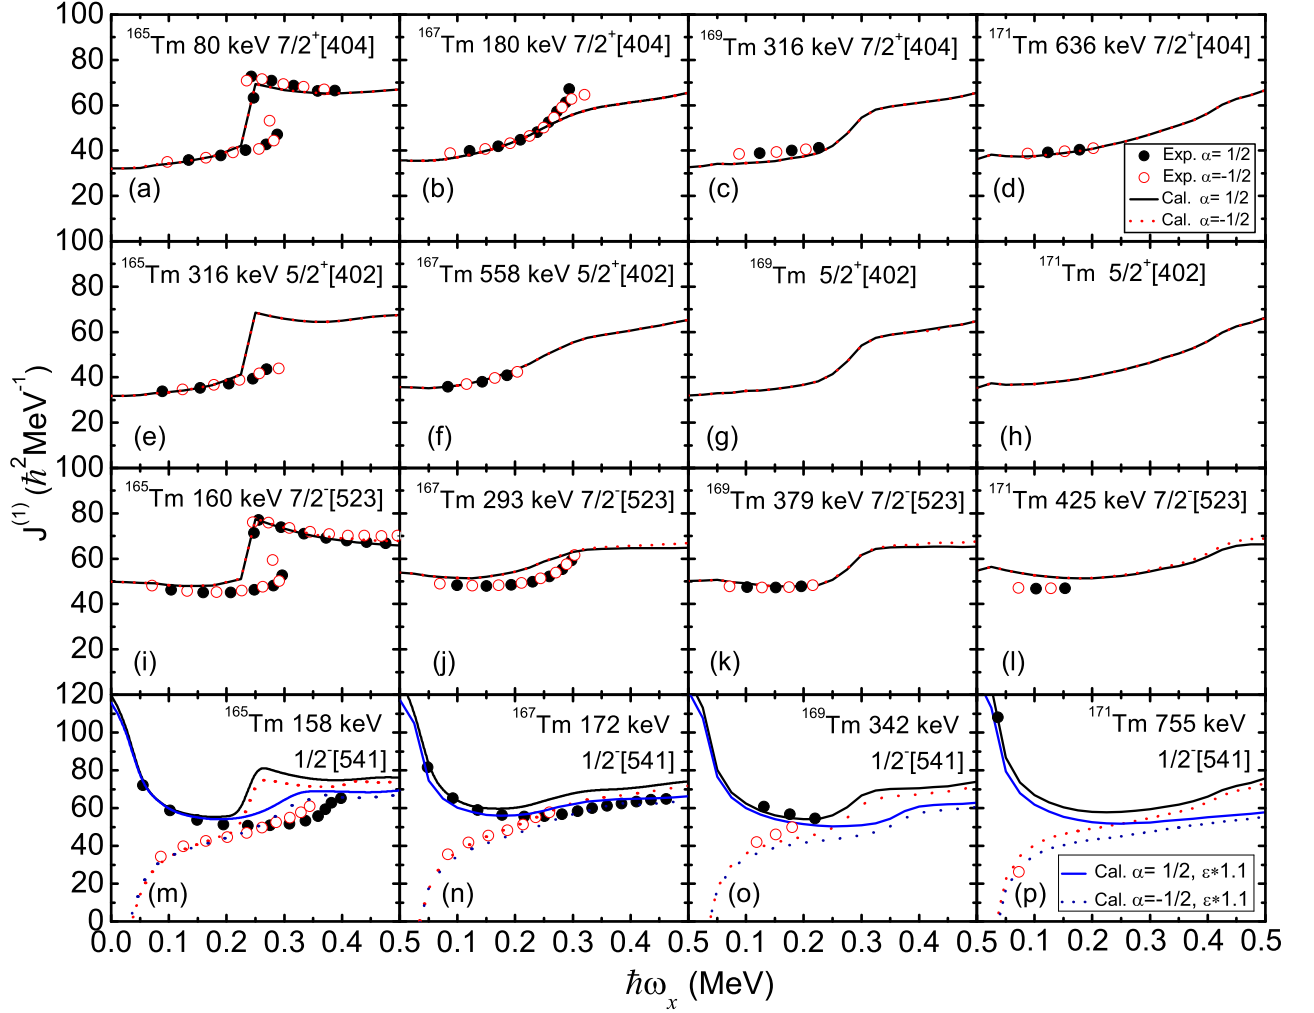 100
80
60
40
20
100
80
60
40
20
100
80
60
40
20
120
100
80
60
40
20
0
J⁽¹⁾ (ℏ²MeV⁻¹)
¹⁶⁵Tm 80 keV 7/2⁺[404]
(a)
¹⁶⁷Tm 180 keV 7/2⁺[404]
(b)
¹⁶⁹Tm 316 keV 7/2⁺[404]
(c)
¹⁷¹Tm 636 keV 7/2⁺[404]
(d)
Exp. α= 1/2
Exp. α=-1/2
Cal. α= 1/2
Cal. α=-1/2
¹⁶⁵Tm 316 keV 5/2⁺[402]
(e)
¹⁶⁷Tm 558 keV 5/2⁺[402]
(f)
¹⁶⁹Tm 5/2⁺[402]
(g)
¹⁷¹Tm 5/2⁺[402]
(h)
¹⁶⁵Tm 160 keV 7/2⁻[523]
(i)
¹⁶⁷Tm 293 keV 7/2⁻[523]
(j)
¹⁶⁹Tm 379 keV 7/2⁻[523]
(k)
¹⁷¹Tm 425 keV 7/2⁻[523]
(l)
¹⁶⁵Tm 158 keV
1/2⁻[541]
(m)
¹⁶⁷Tm 172 keV
1/2⁻[541]
(n)
¹⁶⁹Tm 342 keV
1/2⁻[541]
(o)
¹⁷¹Tm 755 keV
1/2⁻[541]
(p)
Cal. α= 1/2, ε*1.1
Cal. α=-1/2, ε*1.1
0.0 0.1 0.2 0.3 0.4 0.5 0.1 0.2 0.3 0.4 0.5 0.1 0.2 0.3 0.4 0.5 0.1 0.2 0.3 0.4 0.5
ℏωₓ (MeV)